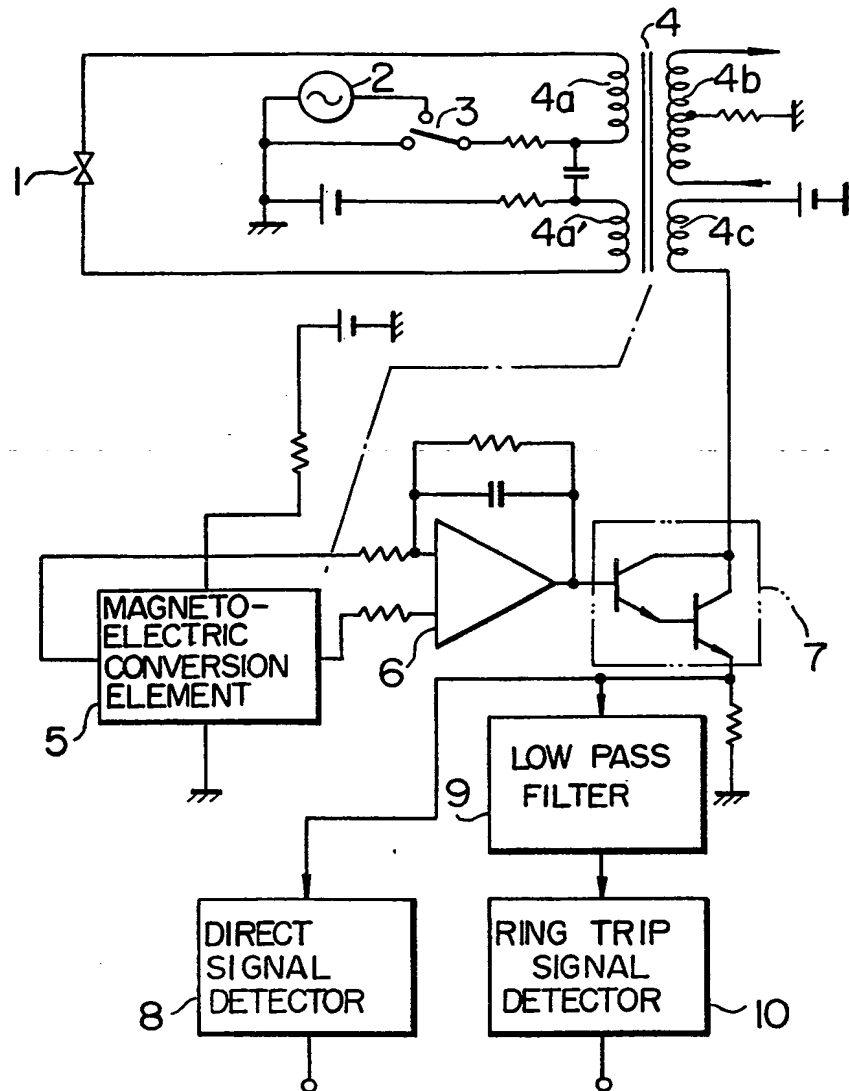 4
2
4a
4b
3
1
4a'
4c
MAGNETO-
ELECTRIC
CONVERSION
ELEMENT
5
6
7
LOW PASS
FILTER
9
DIRECT
SIGNAL
DETECTOR
8
RING TRIP
SIGNAL
DETECTOR
10